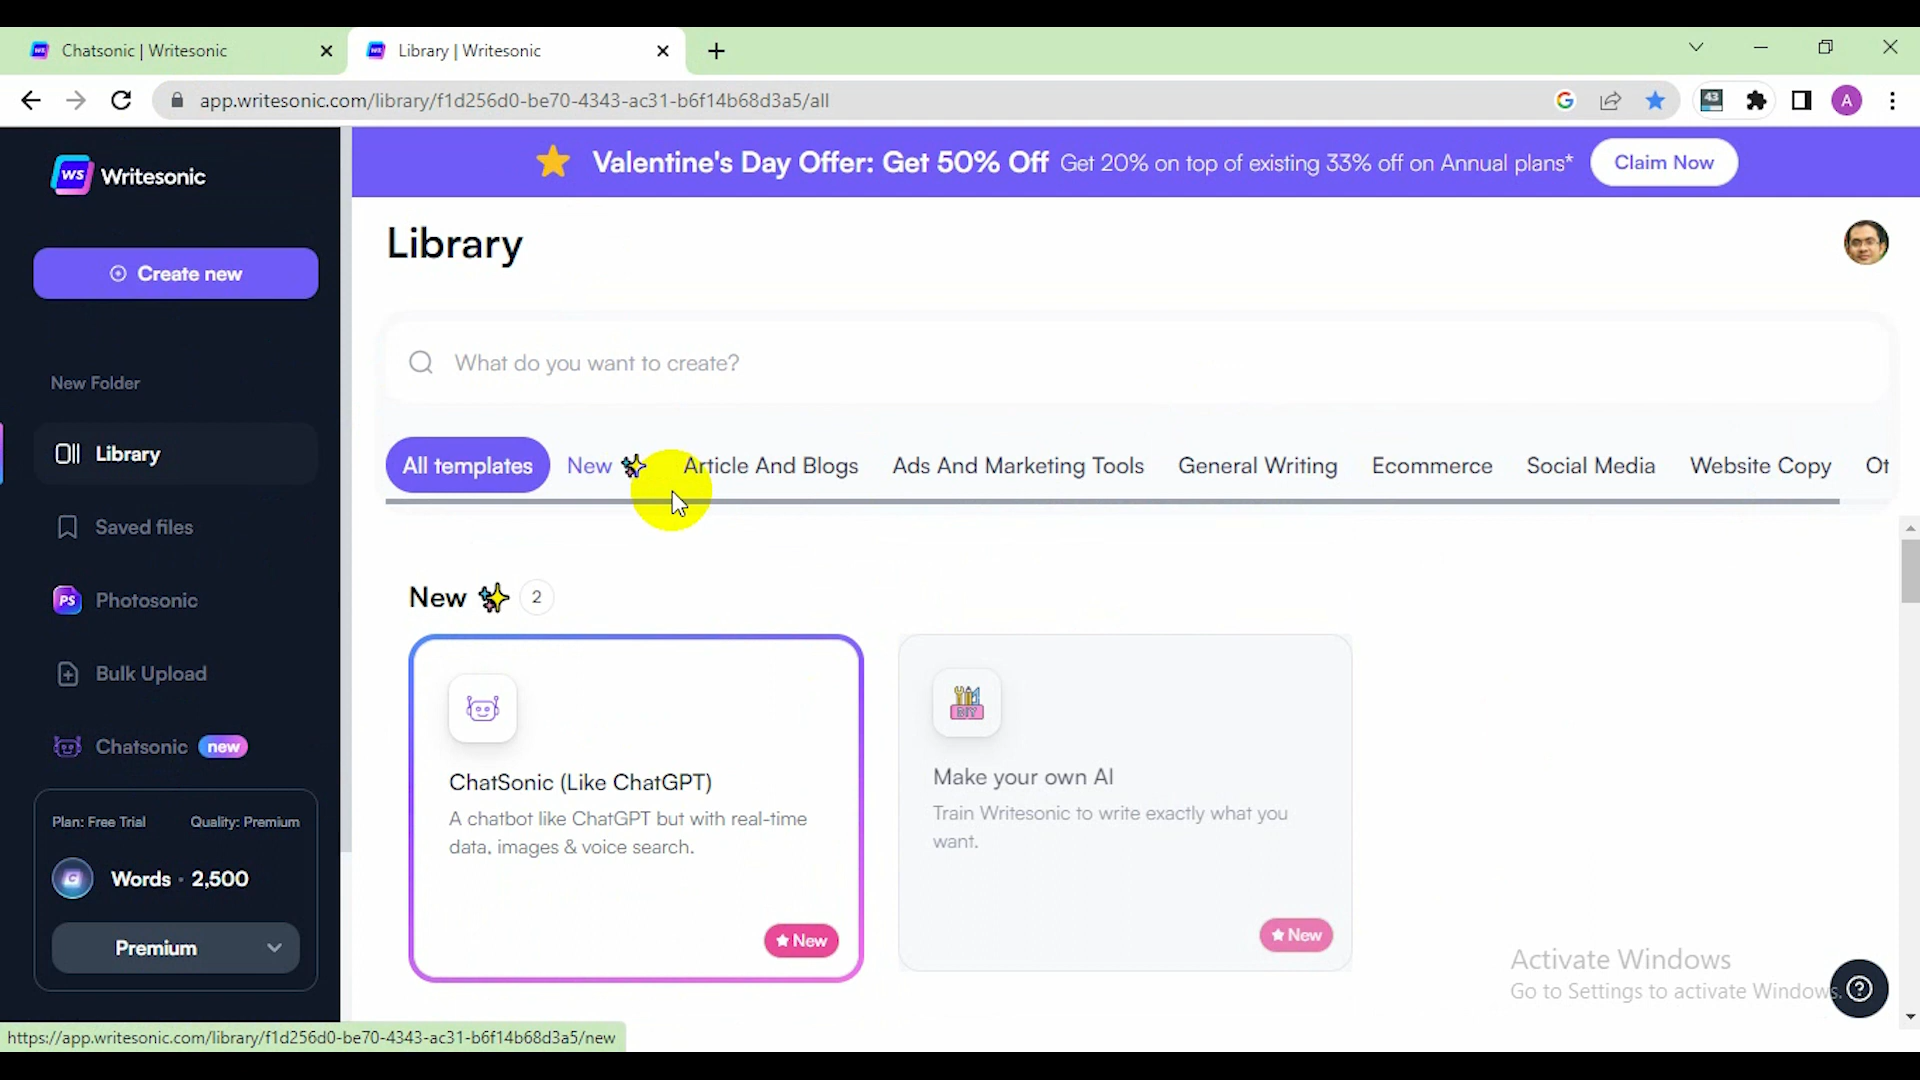 Chatsonic | Writesonic
Library | Writesonic
app.writesonic.com/library/f1d256d0-be70-4343-ac31-b6f14b68d3a5/all
43
A
Valentine's Day Offer: Get 50% Off Get 20% on top of existing 33% off on Annual plans*
Claim Now
WS Writesonic
Create new
New Folder
Library
Saved files
PS Photosonic
Bulk Upload
Chatsonic new
Plan: Free Trial Quality: Premium
Words · 2,500
Premium
Library
What do you want to create?
All templates New Article And Blogs Ads And Marketing Tools General Writing Ecommerce Social Media Website Copy Ot
New 2
ChatSonic (Like ChatGPT)
A chatbot like ChatGPT but with real-time
data, images & voice search.
New
DIY
Make your own AI
Train Writesonic to write exactly what you
want.
New
Activate Windows
Go to Settings to activate Windows.
https://app.writesonic.com/library/f1d256d0-be70-4343-ac31-b6f14b68d3a5/new